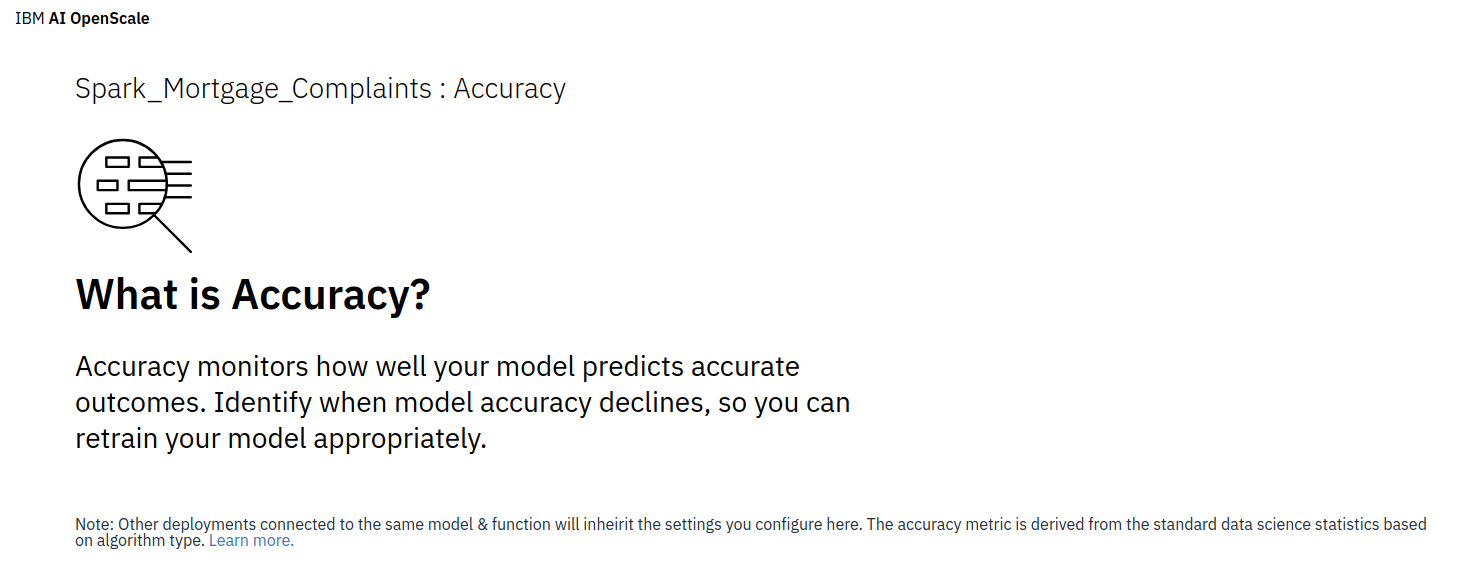 IBM AI OpenScale
Spark_Mortgage_Complaints : Accuracy
What is Accuracy?
Accuracy monitors how well your model predicts accurate
outcomes. Identify when model accuracy declines, so you can
retrain your model appropriately.
Note: Other deployments connected to the same model & function will inheirit the settings you configure here. The accuracy metric is derived from the standard data science statistics based
on algorithm type. Learn more.